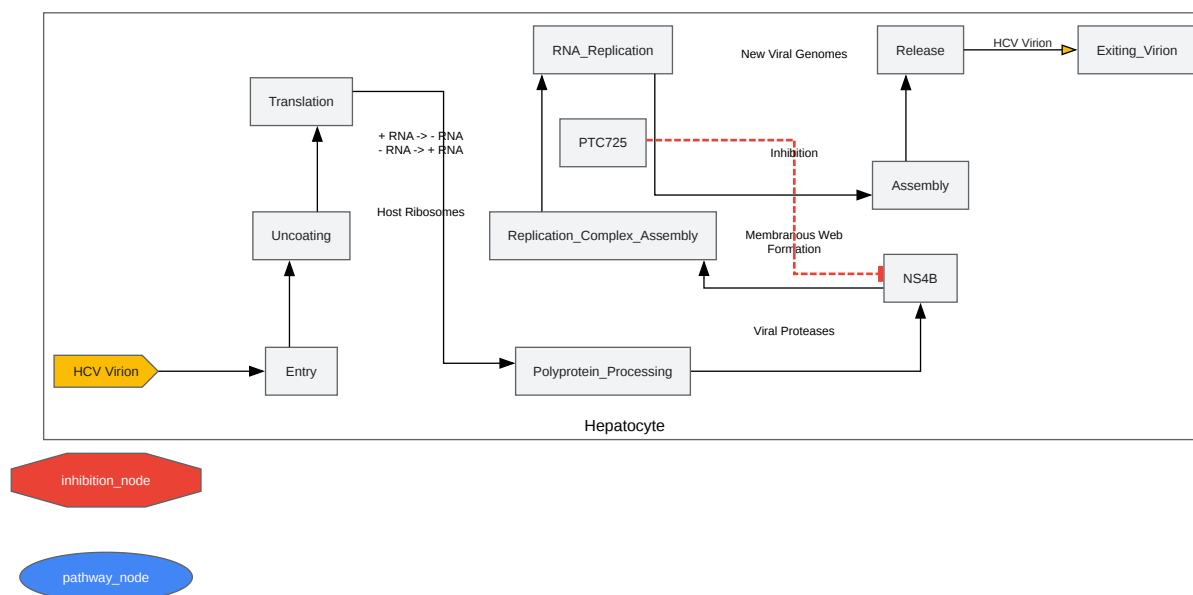 RNA_Replication
New Viral Genomes
Release
HCV Virion
Exiting_Virion
Translation
+ RNA -> - RNA
- RNA -> + RNA
PTC725
Inhibition
Assembly
Host Ribosomes
Uncoating
Replication_Complex_Assembly
Membranous Web
Formation
NS4B
Viral Proteases
HCV Virion
Entry
Polyprotein_Processing
Hepatocyte
inhibition_node
pathway_node